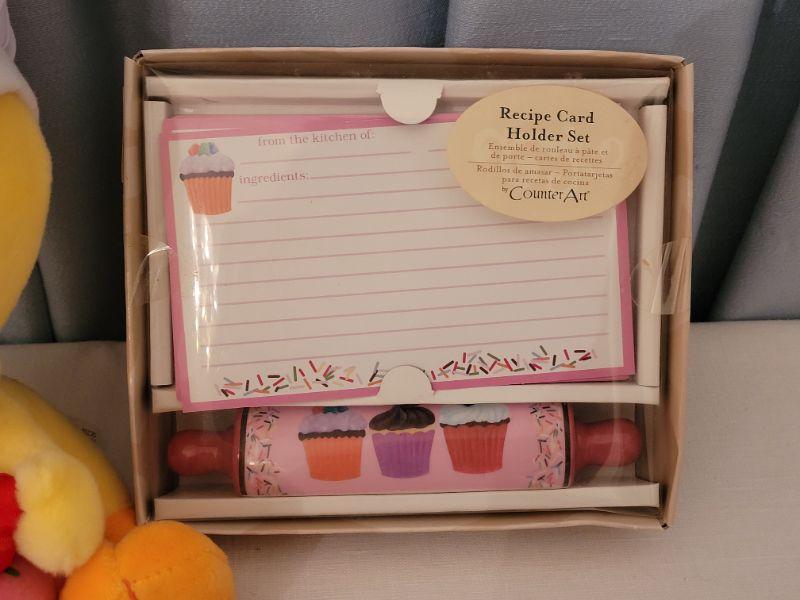 Recipe Card
Holder Set
Ensemble de rouleau à pâte et
de porte – cartes de recettes
Rodillos de amasar – Portatarjetas
para recetas de cocina
by CounterArt®
from the kitchen of:
ingredients: